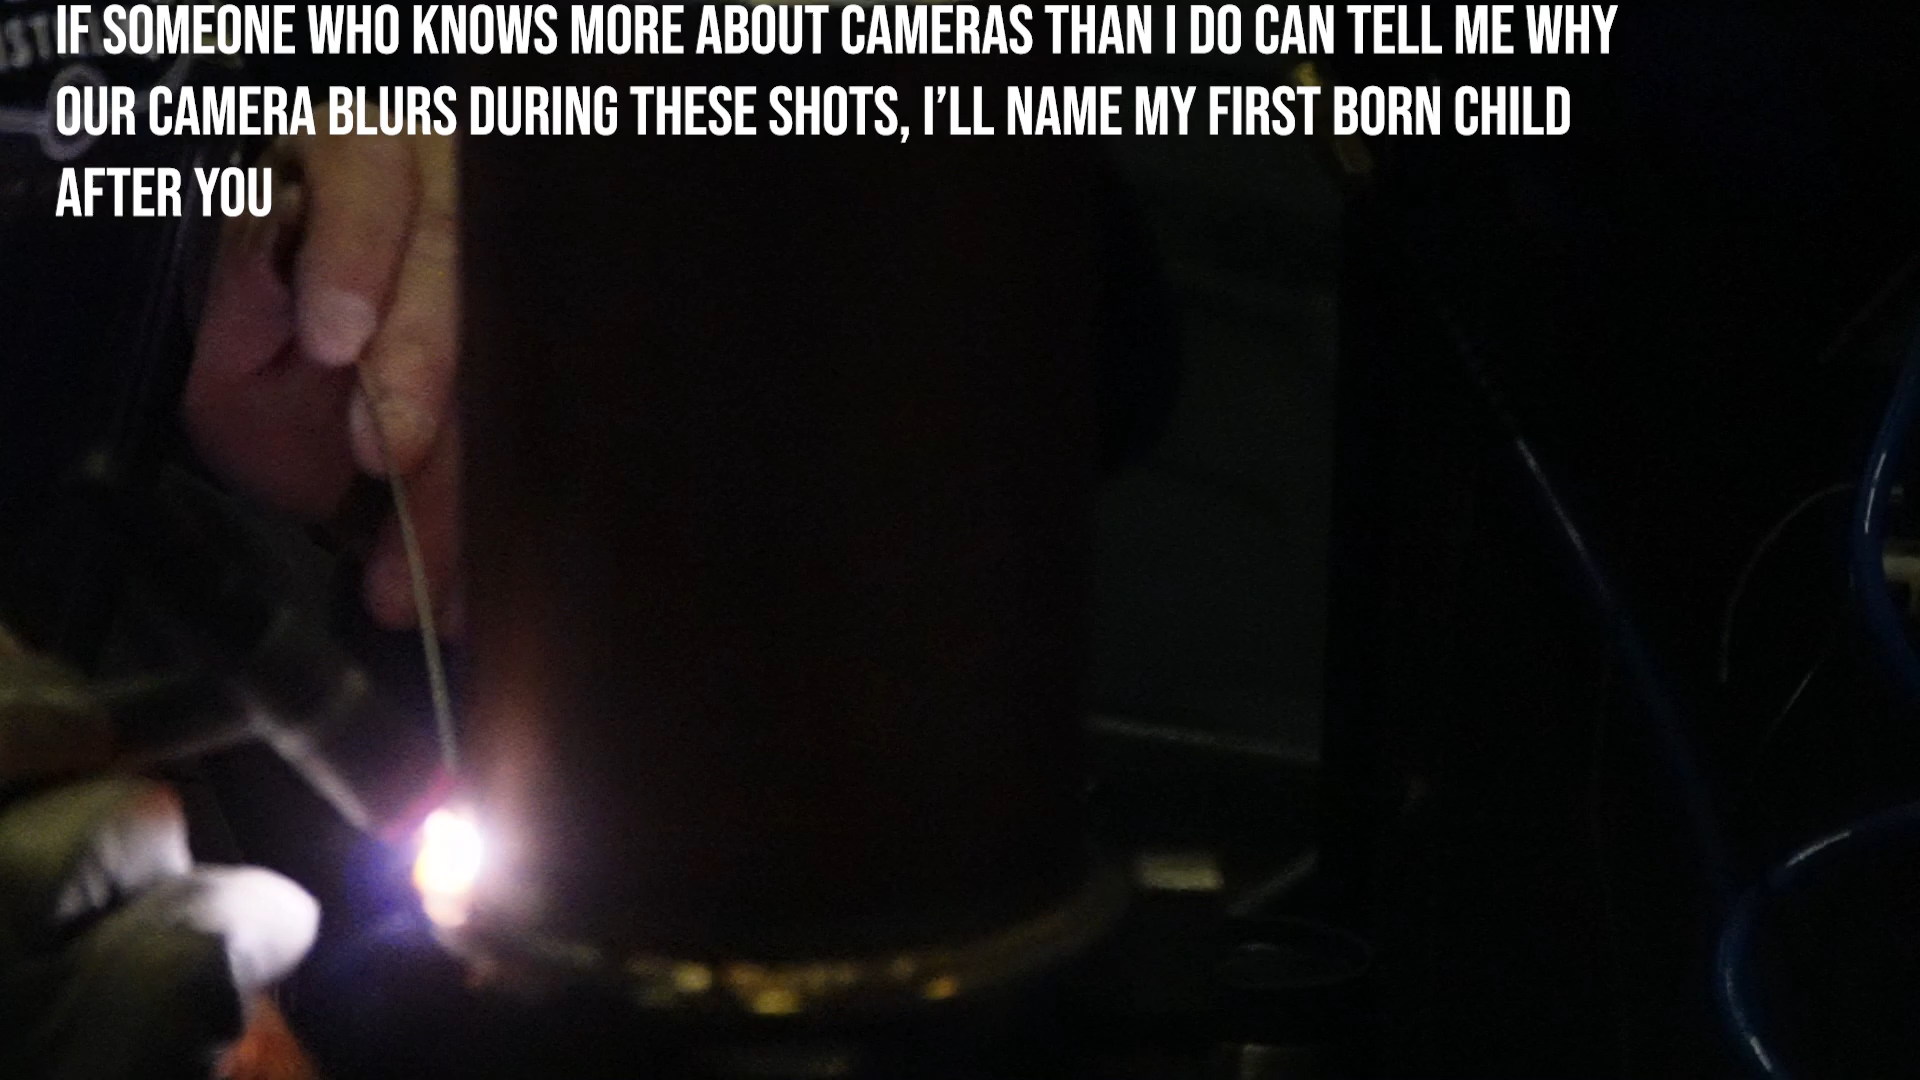 IF SOMEONE WHO KNOWS MORE ABOUT CAMERAS THAN I DO CAN TELL ME WHY
OUR CAMERA BLURS DURING THESE SHOTS, I'LL NAME MY FIRST BORN CHILD
AFTER YOU